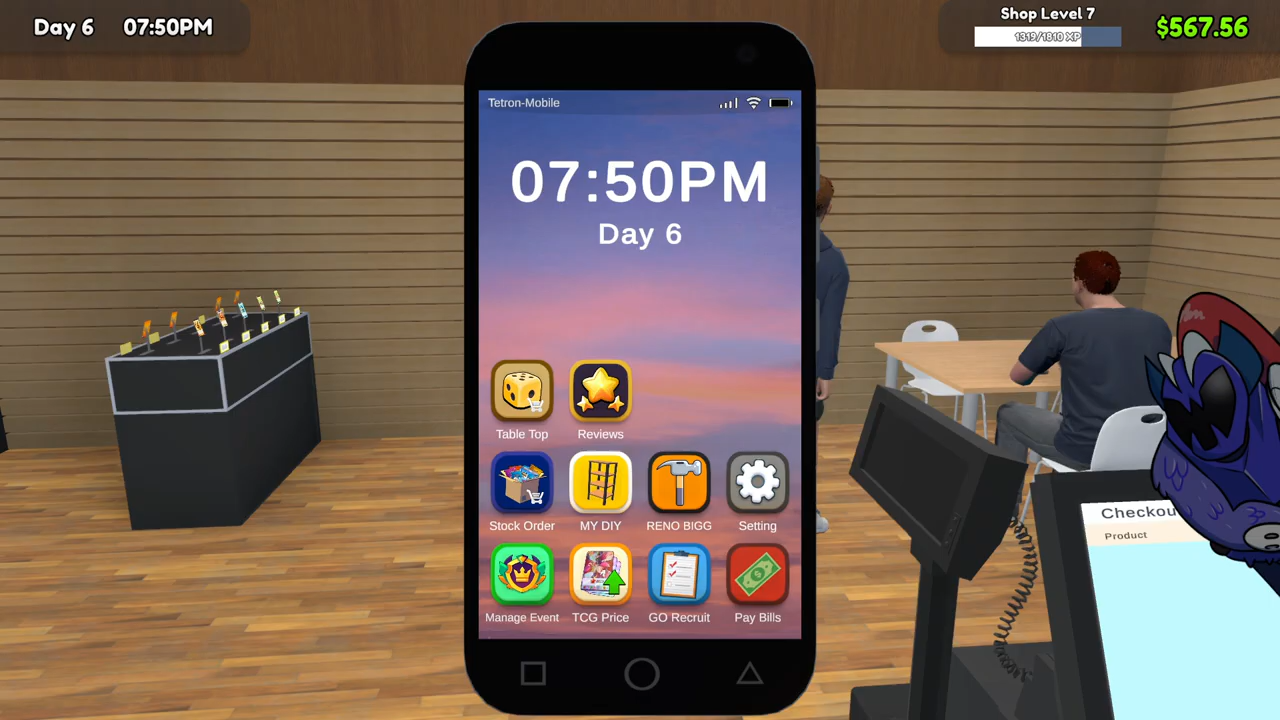 Day 6 07:50PM
Shop Level 7
1319/1810 XP
$567.56
Tetron-Mobile
07:50PM
Day 6
Table Top Reviews
Stock Order MY DIY RENO BIGG Setting
Manage Event TCG Price GO Recruit Pay Bills
Checkou
Product